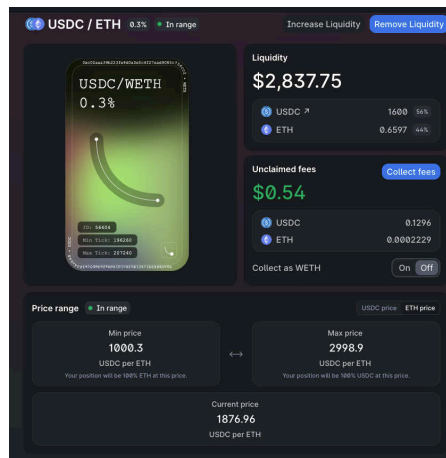 USDC / ETH 0.3% In range Increase Liquidity Remove Liquidity
USDC/WETH
0.3%
ID: 56654
Min Tick: 196260
Max Tick: 207240
Liquidity
$2,837.75
USDC ↗ 1600 56%
ETH 0.6597 44%
Unclaimed fees Collect fees
$0.54
USDC 0.1296
ETH 0.0002229
Collect as WETH On Off
Price range In range USDC price ETH price
Min price
1000.3
USDC per ETH
Your position will be 100% ETH at this price.
Max price
2998.9
USDC per ETH
Your position will be 100% USDC at this price.
Current price
1876.96
USDC per ETH